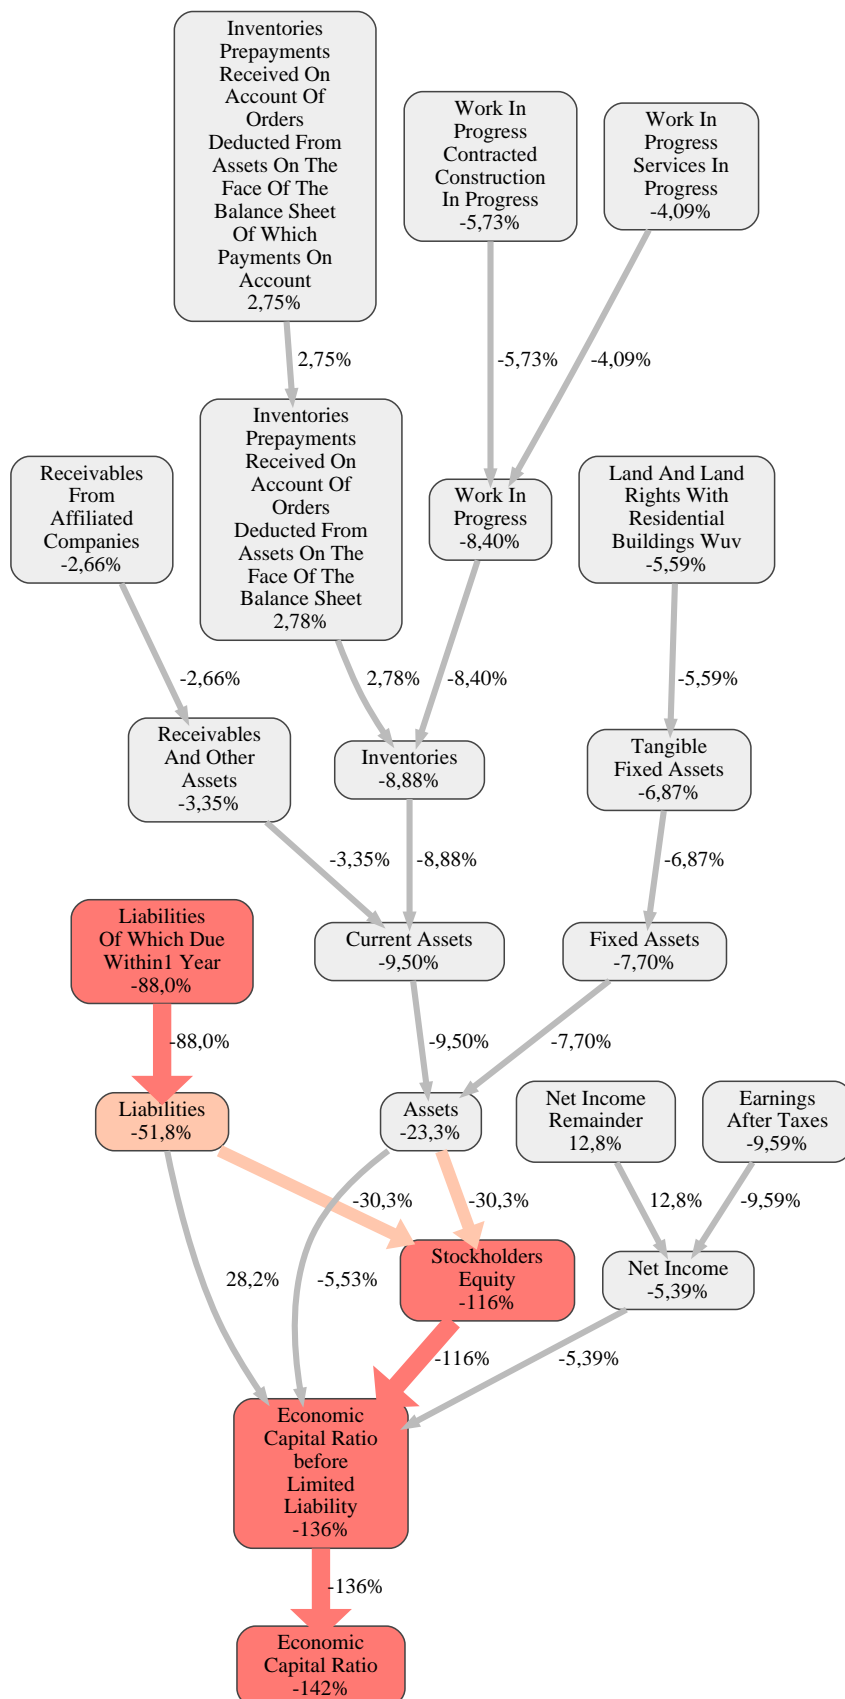 Inventories
Prepayments
Received On
Account Of
Orders
Deducted From
Assets On The
Face Of The
Balance Sheet
Of Which
Payments On
Account
2,75%
Work In
Progress
Contracted
Construction
In Progress
-5,73%
Work In
Progress
Services In
Progress
-4,09%
2,75%
-5,73%
-4,09%
Receivables
From
Affiliated
Companies
-2,66%
Inventories
Prepayments
Received On
Account Of
Orders
Deducted From
Assets On The
Face Of The
Balance Sheet
2,78%
Work In
Progress
-8,40%
Land And Land
Rights With
Residential
Buildings Wuv
-5,59%
-2,66%
2,78%
-8,40%
-5,59%
Receivables
And Other
Assets
-3,35%
Inventories
-8,88%
Tangible
Fixed Assets
-6,87%
-3,35%
-8,88%
-6,87%
Liabilities
Of Which Due
Within1 Year
-88,0%
Current Assets
-9,50%
Fixed Assets
-7,70%
-88,0%
-9,50%
-7,70%
Liabilities
-51,8%
Assets
-23,3%
Net Income
Remainder
12,8%
Earnings
After Taxes
-9,59%
-30,3%
-30,3%
12,8%
-9,59%
28,2%
-5,53%
Stockholders
Equity
-116%
Net Income
-5,39%
-116%
-5,39%
Economic
Capital Ratio
before
Limited
Liability
-136%
-136%
Economic
Capital Ratio
-142%